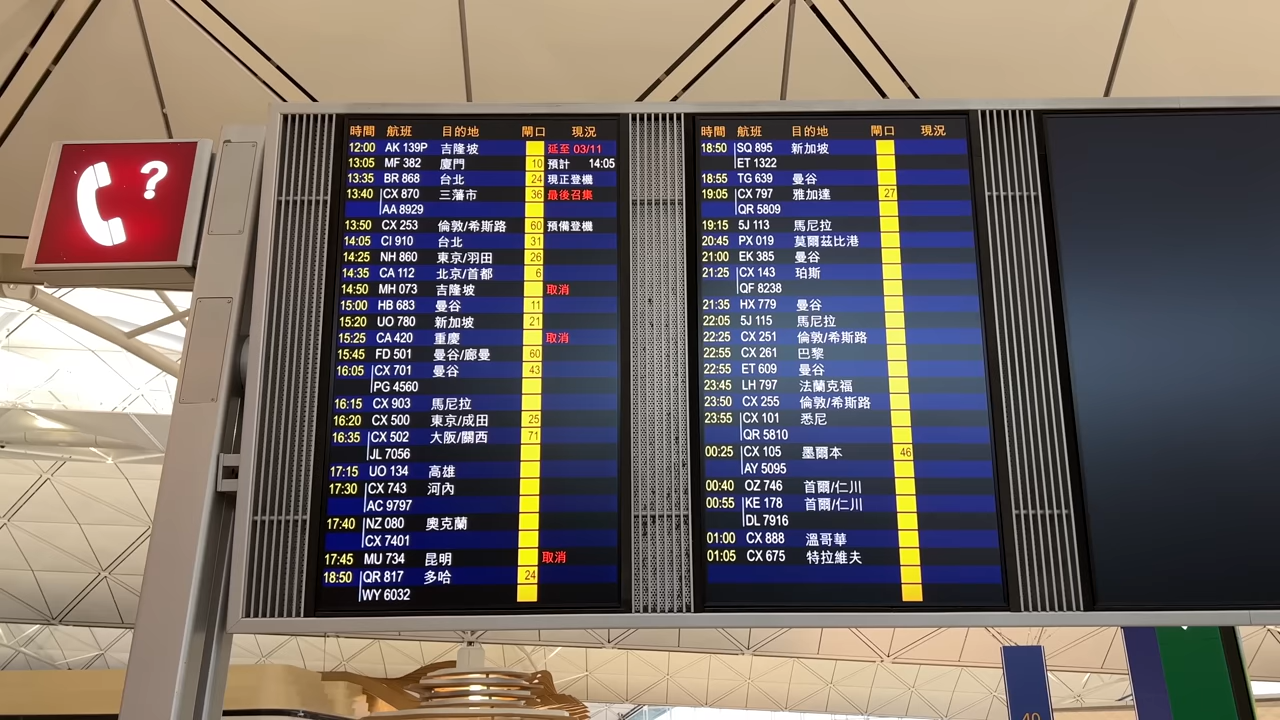 ?
時間 航班 目的地 閘口 現況
12:00 AK 139P 吉隆坡 延至 03/11
13:05 MF 382 廈門 10 預計 14:05
13:35 BR 868 台北 24 現正登機
13:40 CX 870 三藩市 36 最後召集
AA 8929
13:50 CX 253 倫敦/希斯路 60 預備登機
14:05 CI 910 台北 31
14:25 NH 860 東京/羽田 26
14:35 CA 112 北京/首都 6
14:50 MH 073 吉隆坡 取消
15:00 HB 683 曼谷 11
15:20 UO 780 新加坡 21
15:25 CA 420 重慶 取消
15:45 FD 501 曼谷/廊曼 60
16:05 CX 701 曼谷 43
PG 4560
16:15 CX 903 馬尼拉
16:20 CX 500 東京/成田 25
16:35 CX 502 大阪/關西 71
JL 7056
17:15 UO 134 高雄
17:30 CX 743 河內
AC 9797
17:40 NZ 080 奧克蘭
CX 7401
17:45 MU 734 昆明 取消
18:50 QR 817 多哈 24
WY 6032
時間 航班 目的地 閘口 現況
18:50 SQ 895 新加坡
ET 1322
18:55 TG 639 曼谷
19:05 CX 797 雅加達 27
QR 5809
19:15 5J 113 馬尼拉
20:45 PX 019 莫爾茲比港
21:00 EK 385 曼谷
21:25 CX 143 珀斯
QF 8238
21:35 HX 779 曼谷
22:05 5J 115 馬尼拉
22:25 CX 251 倫敦/希斯路
22:55 CX 261 巴黎
22:55 ET 609 曼谷
23:45 LH 797 法蘭克福
23:50 CX 255 倫敦/希斯路
23:55 CX 101 悉尼
QR 5810
00:25 CX 105 墨爾本 46
AY 5095
00:40 OZ 746 首爾/仁川
00:55 KE 178 首爾/仁川
DL 7916
01:00 CX 888 溫哥華
01:05 CX 675 特拉維夫